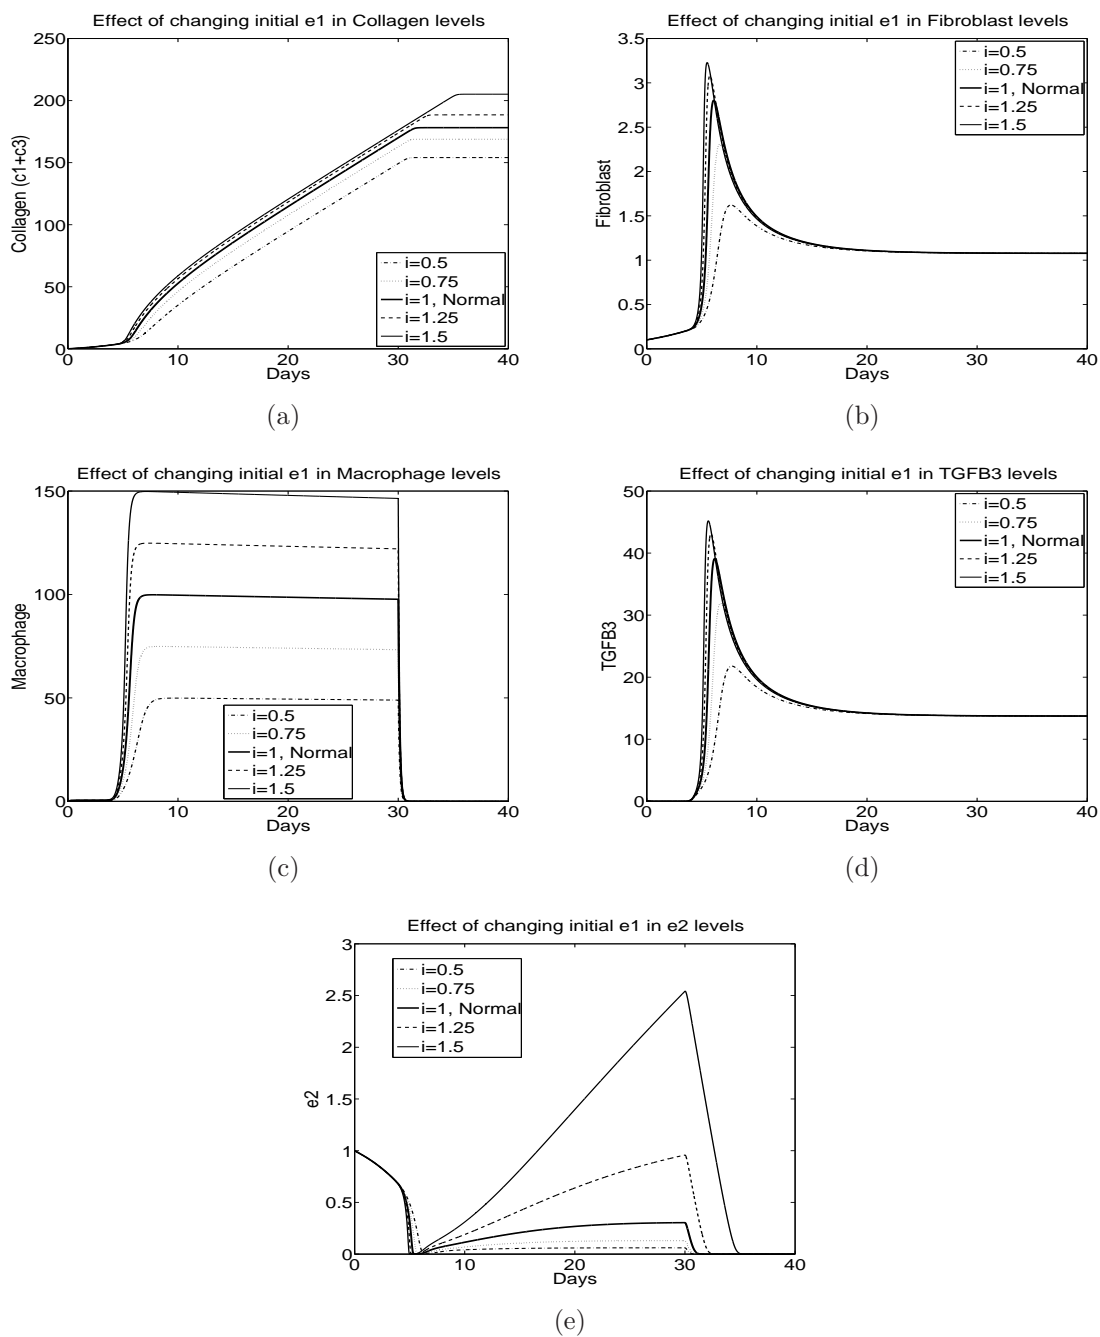 Effect of changing initial e1 in Collagen levels
250
200
150
100
50
0
Collagen (c1+c3)
i=0.5
i=0.75
i=1, Normal
i=1.25
i=1.5
0 10 20 30 40
Days
(a)
Effect of changing initial e1 in Fibroblast levels
3.5
3
2.5
2
1.5
1
0.5
0
Fibroblast
i=0.5
i=0.75
i=1, Normal
i=1.25
i=1.5
0 10 20 30 40
Days
(b)
Effect of changing initial e1 in Macrophage levels
150
100
50
0
Macrophage
i=0.5
i=0.75
i=1, Normal
i=1.25
i=1.5
0 10 20 30 40
Days
(c)
Effect of changing initial e1 in TGFB3 levels
50
40
30
20
10
0
TGFB3
i=0.5
i=0.75
i=1, Normal
i=1.25
i=1.5
0 10 20 30 40
Days
(d)
Effect of changing initial e1 in e2 levels
3
2.5
2
1.5
1
0.5
0
e2
i=0.5
i=0.75
i=1, Normal
i=1.25
i=1.5
0 10 20 30 40
Days
(e)